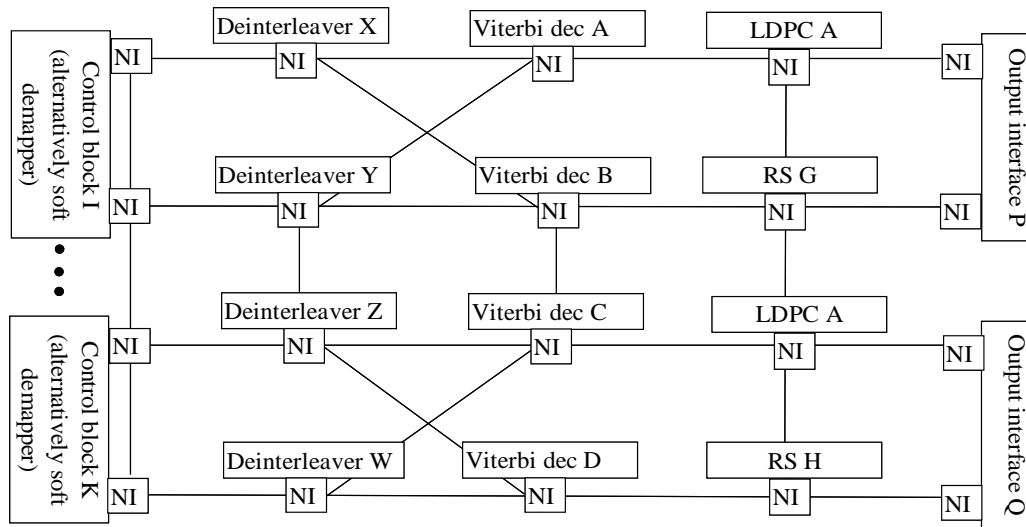 Control block I
(alternatively soft
demapper)
NI
Deinterleaver X
NI
Viterbi dec A
NI
LDPC A
NI
NI
Output interface P
NI
Deinterleaver Y
NI
Viterbi dec B
NI
RS G
NI
NI
Control block K
(alternatively soft
demapper)
NI
Deinterleaver Z
NI
Viterbi dec C
NI
LDPC A
NI
NI
Output interface Q
NI
Deinterleaver W
NI
Viterbi dec D
NI
RS H
NI
NI